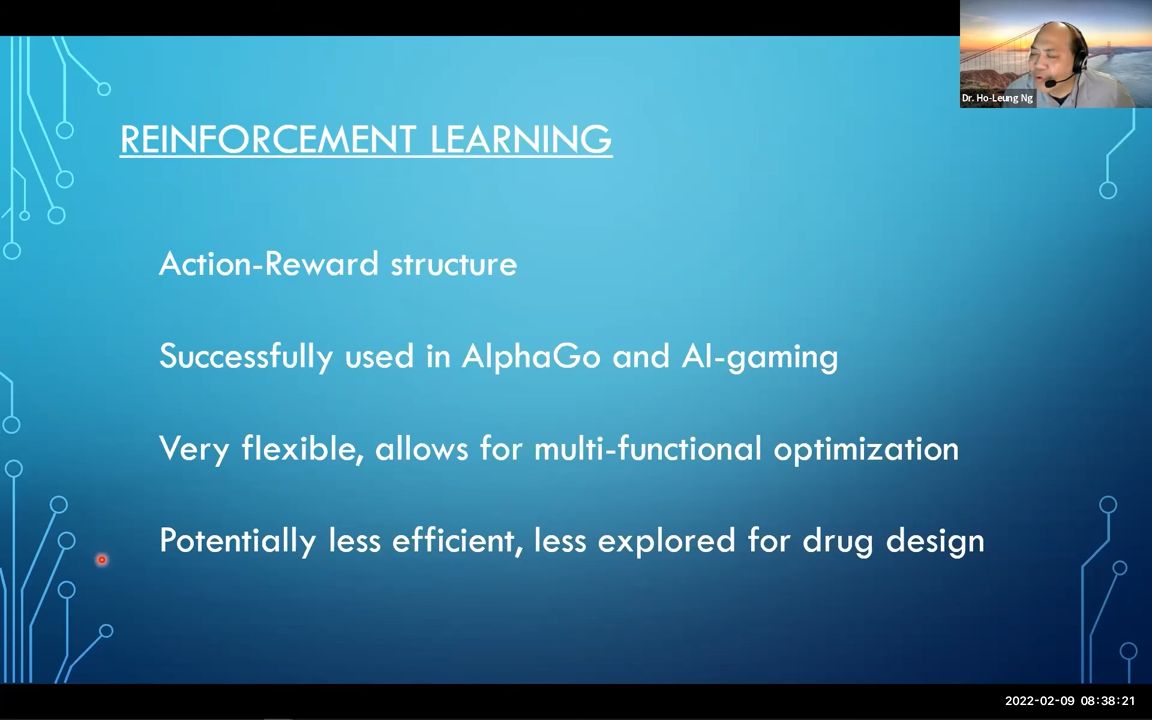 Dr. Ho-Leung Ng
REINFORCEMENT LEARNING
Action-Reward structure
Successfully used in AlphaGo and AI-gaming
Very flexible, allows for multi-functional optimization
Potentially less efficient, less explored for drug design
2022-02-09 08:38:21